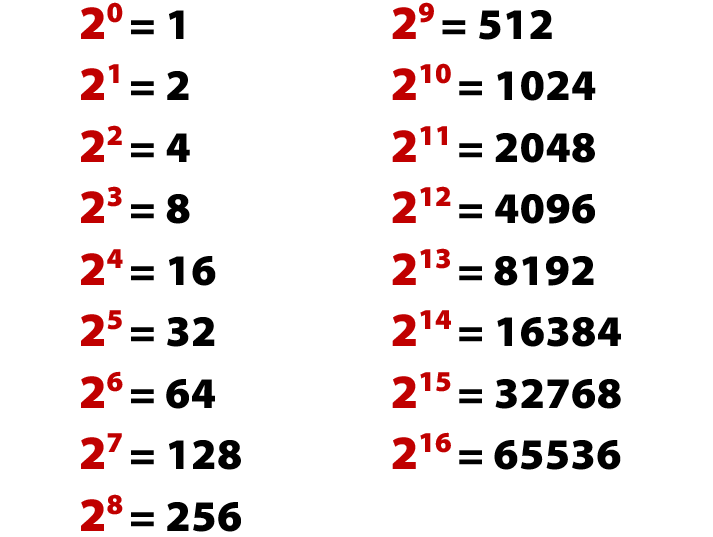 2⁰ = 1
2¹ = 2
2² = 4
2³ = 8
2⁴ = 16
2⁵ = 32
2⁶ = 64
2⁷ = 128
2⁸ = 256
2⁹ = 512
2¹⁰ = 1024
2¹¹ = 2048
2¹² = 4096
2¹³ = 8192
2¹⁴ = 16384
2¹⁵ = 32768
2¹⁶ = 65536